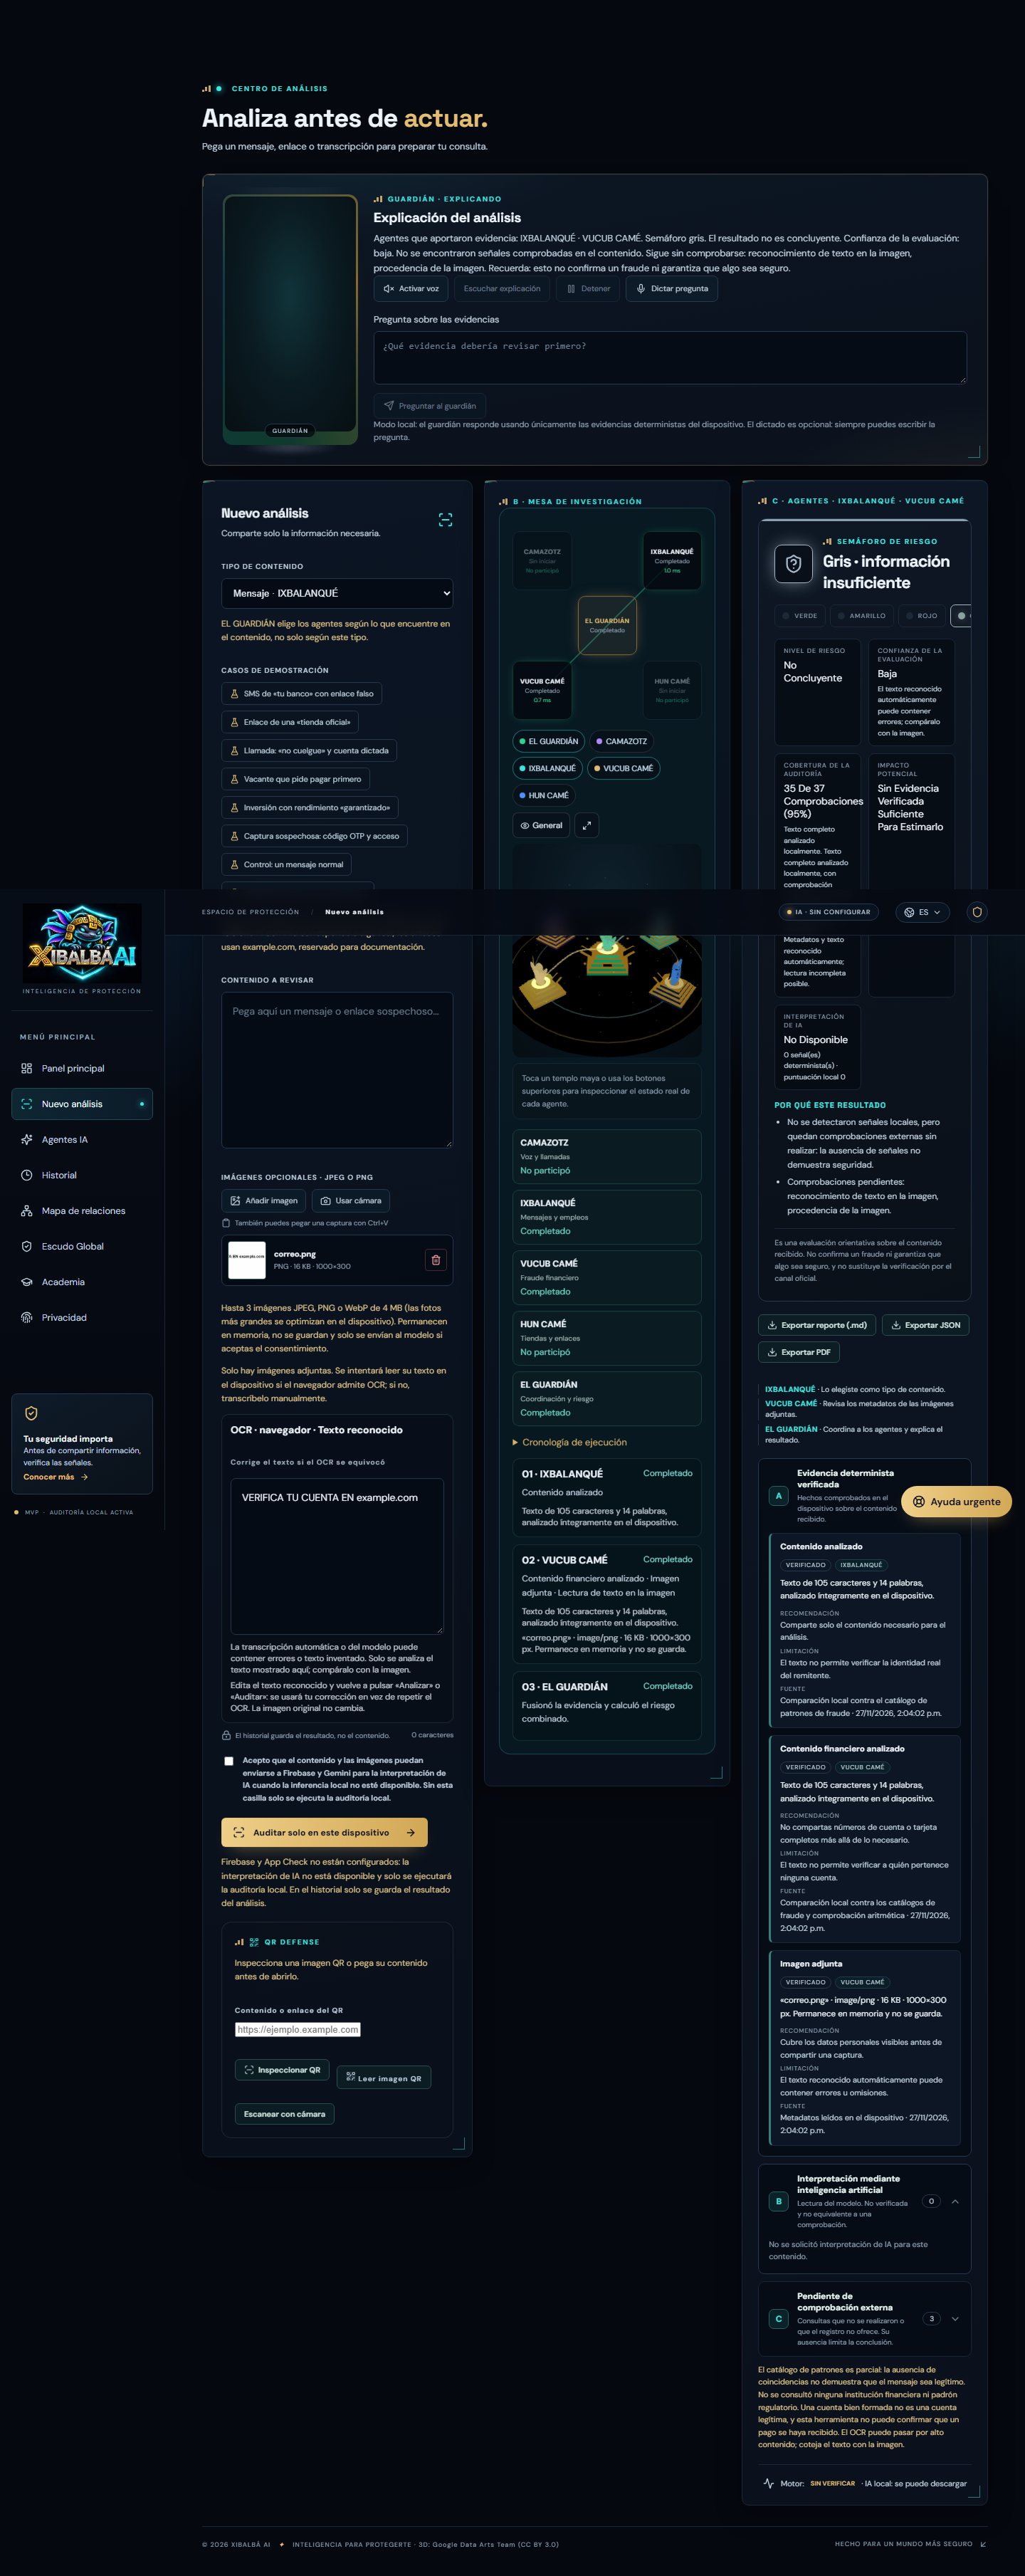 CENTRO DE ANÁLISIS
Analiza antes de actuar.
Pega un mensaje, enlace o transcripción para preparar tu consulta.
GUARDIÁN · EXPLICANDO
Explicación del análisis
Agentes que aportaron evidencia: IXBALANQUÉ · VUCUB CAMÉ. Semáforo gris. El resultado no es concluyente. Confianza de la evaluación:
baja. No se encontraron señales comprobadas en el contenido. Sigue sin comprobarse: reconocimiento de texto en la imagen,
procedencia de la imagen. Recuerda: esto no confirma un fraude ni garantiza que algo sea seguro.
Activar voz
Escuchar explicación
Detener
Dictar pregunta
Pregunta sobre las evidencias
¿Qué evidencia debería revisar primero?
Preguntar al guardián
GUARDIÁN
Modo local: el guardián responde usando únicamente las evidencias deterministas del dispositivo. El dictado es opcional: siempre puedes escribir la
pregunta.
Nuevo análisis
Comparte solo la información necesaria.
TIPO DE CONTENIDO
Mensaje · IXBALANQUÉ
EL GUARDIÁN elige los agentes según lo que encuentre en
el contenido, no solo según este tipo.
CASOS DE DEMOSTRACIÓN
SMS de «tu banco» con enlace falso
Enlace de una «tienda oficial»
Llamada: «no cuelgue» y cuenta dictada
Vacante que pide pagar primero
Inversión con rendimiento «garantizado»
Captura sospechosa: código OTP y acceso
Control: un mensaje normal
usan example.com, reservado para documentación.
CONTENIDO A REVISAR
Pega aquí un mensaje o enlace sospechoso...
IMÁGENES OPCIONALES · JPEG O PNG
Añadir imagen
Usar cámara
También puedes pegar una captura con Ctrl+V
correo.png
PNG · 16 KB · 1000×300
Hasta 3 imágenes JPEG, PNG o WebP de 4 MB (las fotos
más grandes se optimizan en el dispositivo). Permanecen
en memoria, no se guardan y solo se envían al modelo si
aceptas el consentimiento.
Solo hay imágenes adjuntas. Se intentará leer su texto en
el dispositivo si el navegador admite OCR; si no,
transcríbelo manualmente.
OCR · navegador · Texto reconocido
Corrige el texto si el OCR se equivocó
VERIFICA TU CUENTA EN example.com
La transcripción automática o del modelo puede
contener errores o texto inventado. Solo se analiza el
texto mostrado aquí; compáralo con la imagen.
Edita el texto reconocido y vuelve a pulsar «Analizar» o
«Auditar»: se usará tu corrección en vez de repetir el
OCR. La imagen original no cambia.
El historial guarda el resultado, no el contenido.
0 caracteres
Acepto que el contenido y las imágenes puedan
enviarse a Firebase y Gemini para la interpretación de
IA cuando la inferencia local no esté disponible. Sin esta
casilla solo se ejecuta la auditoría local.
Auditar solo en este dispositivo
Firebase y App Check no están configurados: la
interpretación de IA no está disponible y solo se ejecutará
la auditoría local. En el historial solo se guarda el resultado
del análisis.
QR DEFENSE
Inspecciona una imagen QR o pega su contenido
antes de abrirlo.
Contenido o enlace del QR
https://ejemplo.example.com
Inspeccionar QR
Leer imagen QR
Escanear con cámara
B · MESA DE INVESTIGACIÓN
CAMAZOTZ
Sin iniciar
No participó
IXBALANQUÉ
Completado
1.0 ms
EL GUARDIÁN
Completado
VUCUB CAMÉ
Completado
0.7 ms
HUN CAMÉ
Sin iniciar
No participó
EL GUARDIÁN
CAMAZOTZ
IXBALANQUÉ
VUCUB CAMÉ
HUN CAMÉ
General
Toca un templo maya o usa los botones
superiores para inspeccionar el estado real de
cada agente.
CAMAZOTZ
Voz y llamadas
No participó
IXBALANQUÉ
Mensajes y empleos
Completado
VUCUB CAMÉ
Fraude financiero
Completado
HUN CAMÉ
Tiendas y enlaces
No participó
EL GUARDIÁN
Coordinación y riesgo
Completado
Cronología de ejecución
01 · IXBALANQUÉ
Completado
Contenido analizado
Texto de 105 caracteres y 14 palabras,
analizado íntegramente en el dispositivo.
02 · VUCUB CAMÉ
Completado
Contenido financiero analizado · Imagen
adjunta · Lectura de texto en la imagen
Texto de 105 caracteres y 14 palabras,
analizado íntegramente en el dispositivo.
«correo.png» · image/png · 16 KB · 1000×300
px. Permanece en memoria y no se guarda.
03 · EL GUARDIÁN
Completado
Fusionó la evidencia y calculó el riesgo
combinado.
C · AGENTES · IXBALANQUÉ · VUCUB CAMÉ
SEMÁFORO DE RIESGO
Gris · información
insuficiente
VERDE
AMARILLO
ROJO
NIVEL DE RIESGO
No
Concluyente
CONFIANZA DE LA
EVALUACIÓN
Baja
El texto reconocido
automáticamente
puede contener
errores; compáralo
con la imagen.
COBERTURA DE LA
AUDITORÍA
35 De 37
Comprobaciones
(95%)
Texto completo
analizado
localmente. Texto
completo analizado
localmente, con
comprobación
Metadatos y texto
reconocido
automáticamente;
lectura incompleta
posible.
IMPACTO
POTENCIAL
Sin Evidencia
Verificada
Suficiente
Para Estimarlo
INTERPRETACIÓN
DE IA
No Disponible
0 señal(es)
determinista(s) ·
puntuación local 0
POR QUÉ ESTE RESULTADO
No se detectaron señales locales, pero
quedan comprobaciones externas sin
realizar: la ausencia de señales no
demuestra seguridad.
Comprobaciones pendientes:
reconocimiento de texto en la imagen,
procedencia de la imagen.
Es una evaluación orientativa sobre el contenido
recibido. No confirma un fraude ni garantiza que
algo sea seguro, y no sustituye la verificación por el
canal oficial.
Exportar reporte (.md)
Exportar JSON
Exportar PDF
IXBALANQUÉ · Lo elegiste como tipo de contenido.
VUCUB CAMÉ · Revisa los metadatos de las imágenes
adjuntas.
EL GUARDIÁN · Coordina a los agentes y explica el
resultado.
A
Evidencia determinista
verificada
Hechos comprobados en el
dispositivo sobre el contenido
recibido.
Contenido analizado
VERIFICADO
IXBALANQUÉ
Texto de 105 caracteres y 14 palabras,
analizado íntegramente en el dispositivo.
RECOMENDACIÓN
Comparte solo el contenido necesario para el
análisis.
LIMITACIÓN
El texto no permite verificar la identidad real
del remitente.
FUENTE
Comparación local contra el catálogo de
patrones de fraude · 27/11/2026, 2:04:02 p.m.
Contenido financiero analizado
VERIFICADO
VUCUB CAMÉ
Texto de 105 caracteres y 14 palabras,
analizado íntegramente en el dispositivo.
RECOMENDACIÓN
No compartas números de cuenta o tarjeta
completos más allá de lo necesario.
LIMITACIÓN
El texto no permite verificar a quién pertenece
ninguna cuenta.
FUENTE
Comparación local contra los catálogos de
fraude y comprobación aritmética · 27/11/2026,
2:04:02 p.m.
Imagen adjunta
VERIFICADO
VUCUB CAMÉ
«correo.png» · image/png · 16 KB · 1000×300
px. Permanece en memoria y no se guarda.
RECOMENDACIÓN
Cubre los datos personales visibles antes de
compartir una captura.
LIMITACIÓN
El texto reconocido automáticamente puede
contener errores u omisiones.
FUENTE
Metadatos leídos en el dispositivo · 27/11/2026,
2:04:02 p.m.
B
Interpretación mediante
inteligencia artificial
Lectura del modelo. No verificada
y no equivalente a una
comprobación.
0
No se solicitó interpretación de IA para este
contenido.
C
Pendiente de
comprobación externa
Consultas que no se realizaron o
que el registro no ofrece. Su
ausencia limita la conclusión.
3
El catálogo de patrones es parcial: la ausencia de
coincidencias no demuestra que el mensaje sea legítimo.
No se consultó ninguna institución financiera ni padrón
regulatorio. Una cuenta bien formada no es una cuenta
legítima, y esta herramienta no puede confirmar que un
pago se haya recibido. El OCR puede pasar por alto
contenido; coteja el texto con la imagen.
Motor: SIN VERIFICAR · IA local: se puede descargar
XIBALBÁ AI
INTELIGENCIA DE PROTECCIÓN
MENÚ PRINCIPAL
Panel principal
Nuevo análisis
Agentes IA
Historial
Mapa de relaciones
Escudo Global
Academia
Privacidad
Tu seguridad importa
Antes de compartir información,
verifica las señales.
Conocer más
MVP · AUDITORÍA LOCAL ACTIVA
ESPACIO DE PROTECCIÓN / Nuevo análisis
IA · SIN CONFIGURAR
ES
Ayuda urgente
© 2026 XIBALBÁ AI
INTELIGENCIA PARA PROTEGERTE · 3D: Google Data Arts Team (CC BY 3.0)
HECHO PARA UN MUNDO MÁS SEGURO